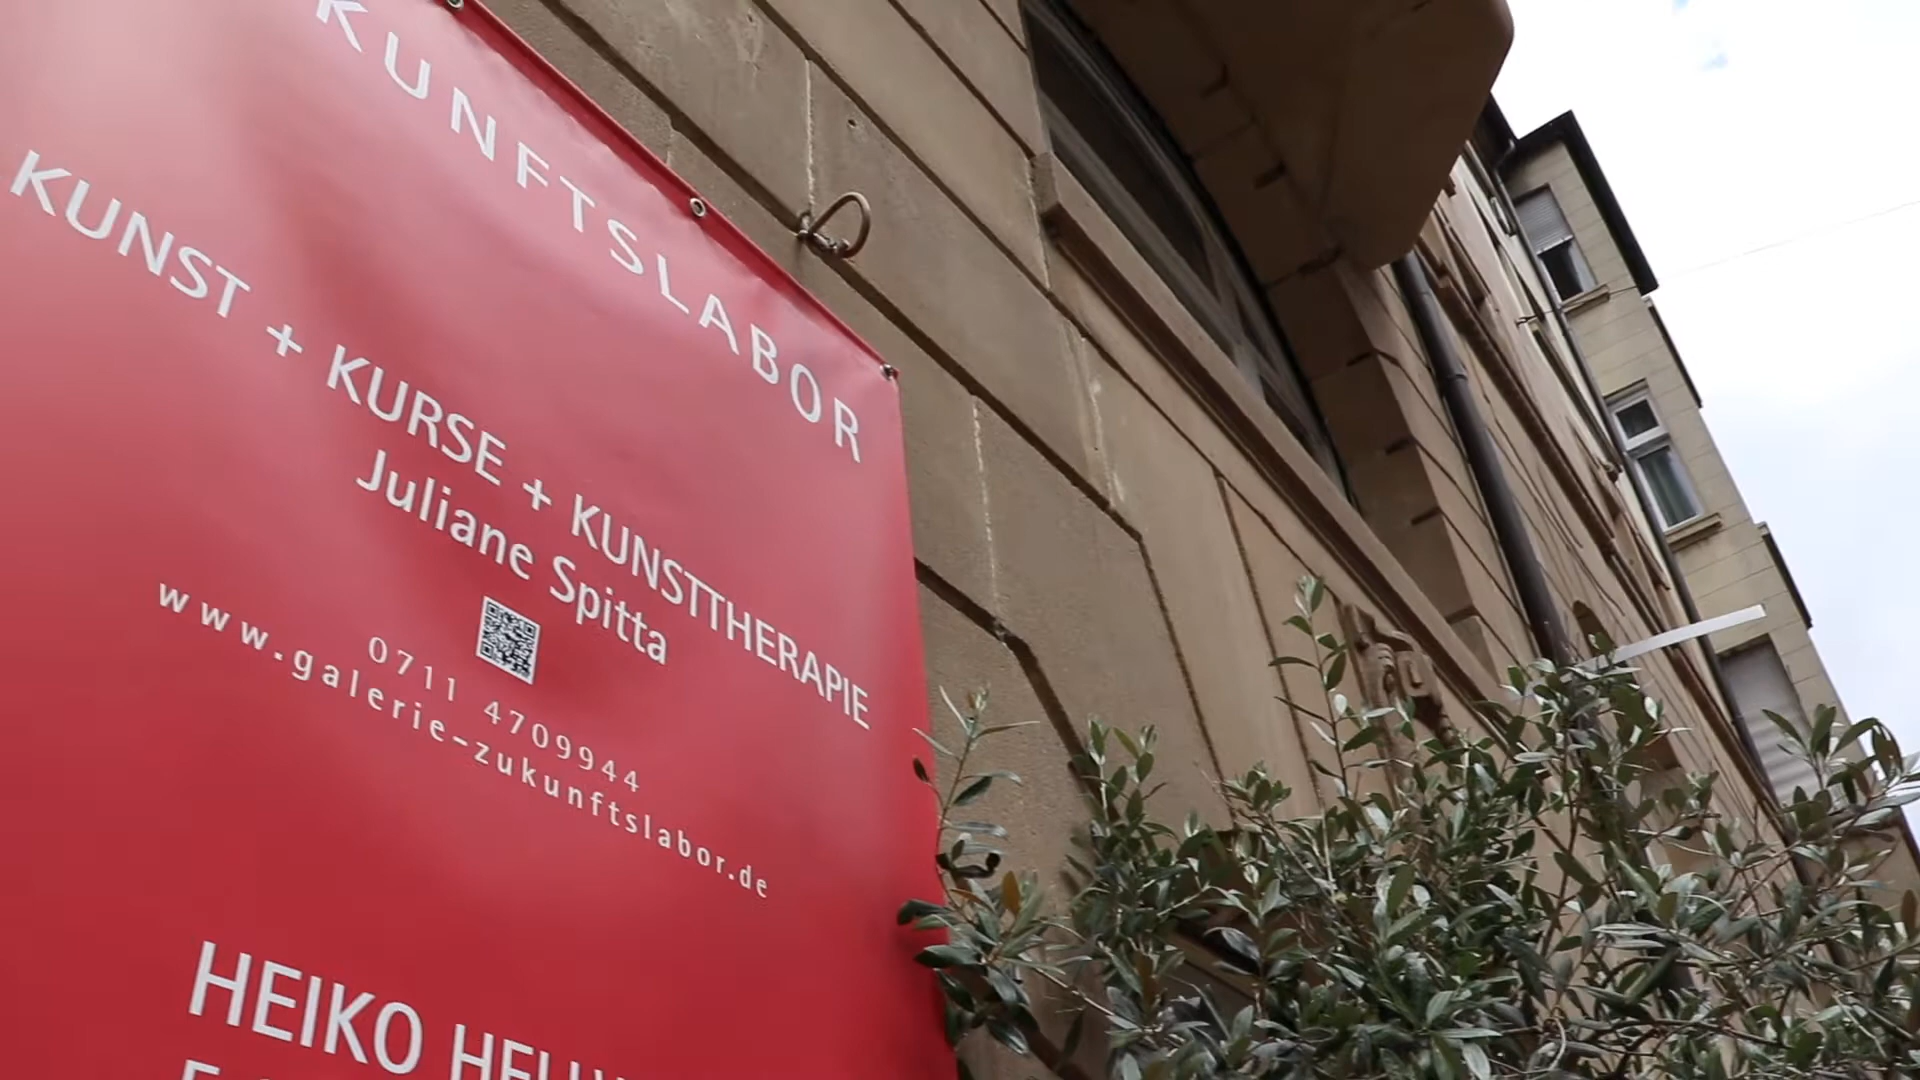 KUNFTSLABOR
KUNST + KURSE + KUNSTTHERAPIE
Juliane Spitta
0711 4709944
www.galerie-zukunftslabor.de
HEIKO